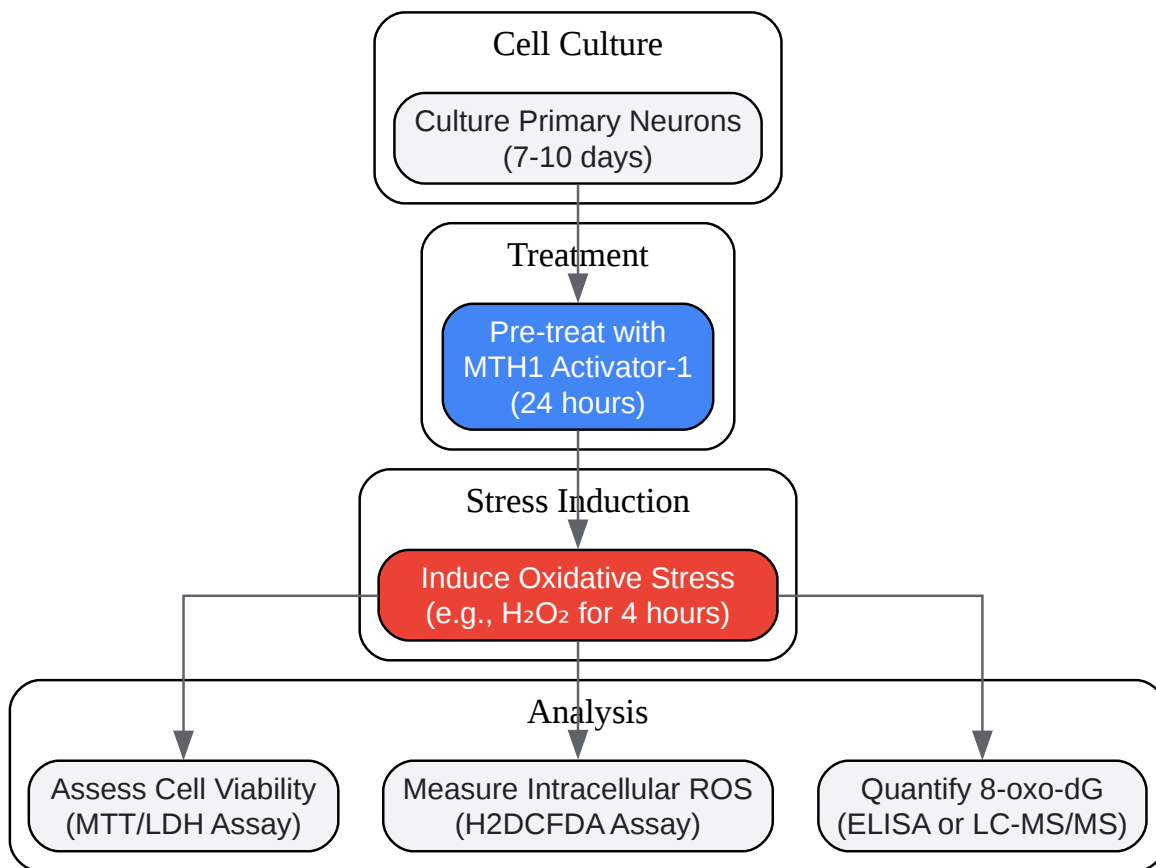 Cell Culture
Culture Primary Neurons
(7-10 days)
Treatment
Pre-treat with
MTH1 Activator-1
(24 hours)
Stress Induction
Induce Oxidative Stress
(e.g., H₂O₂ for 4 hours)
Analysis
Assess Cell Viability
(MTT/LDH Assay)
Measure Intracellular ROS
(H2DCFDA Assay)
Quantify 8-oxo-dG
(ELISA or LC-MS/MS)